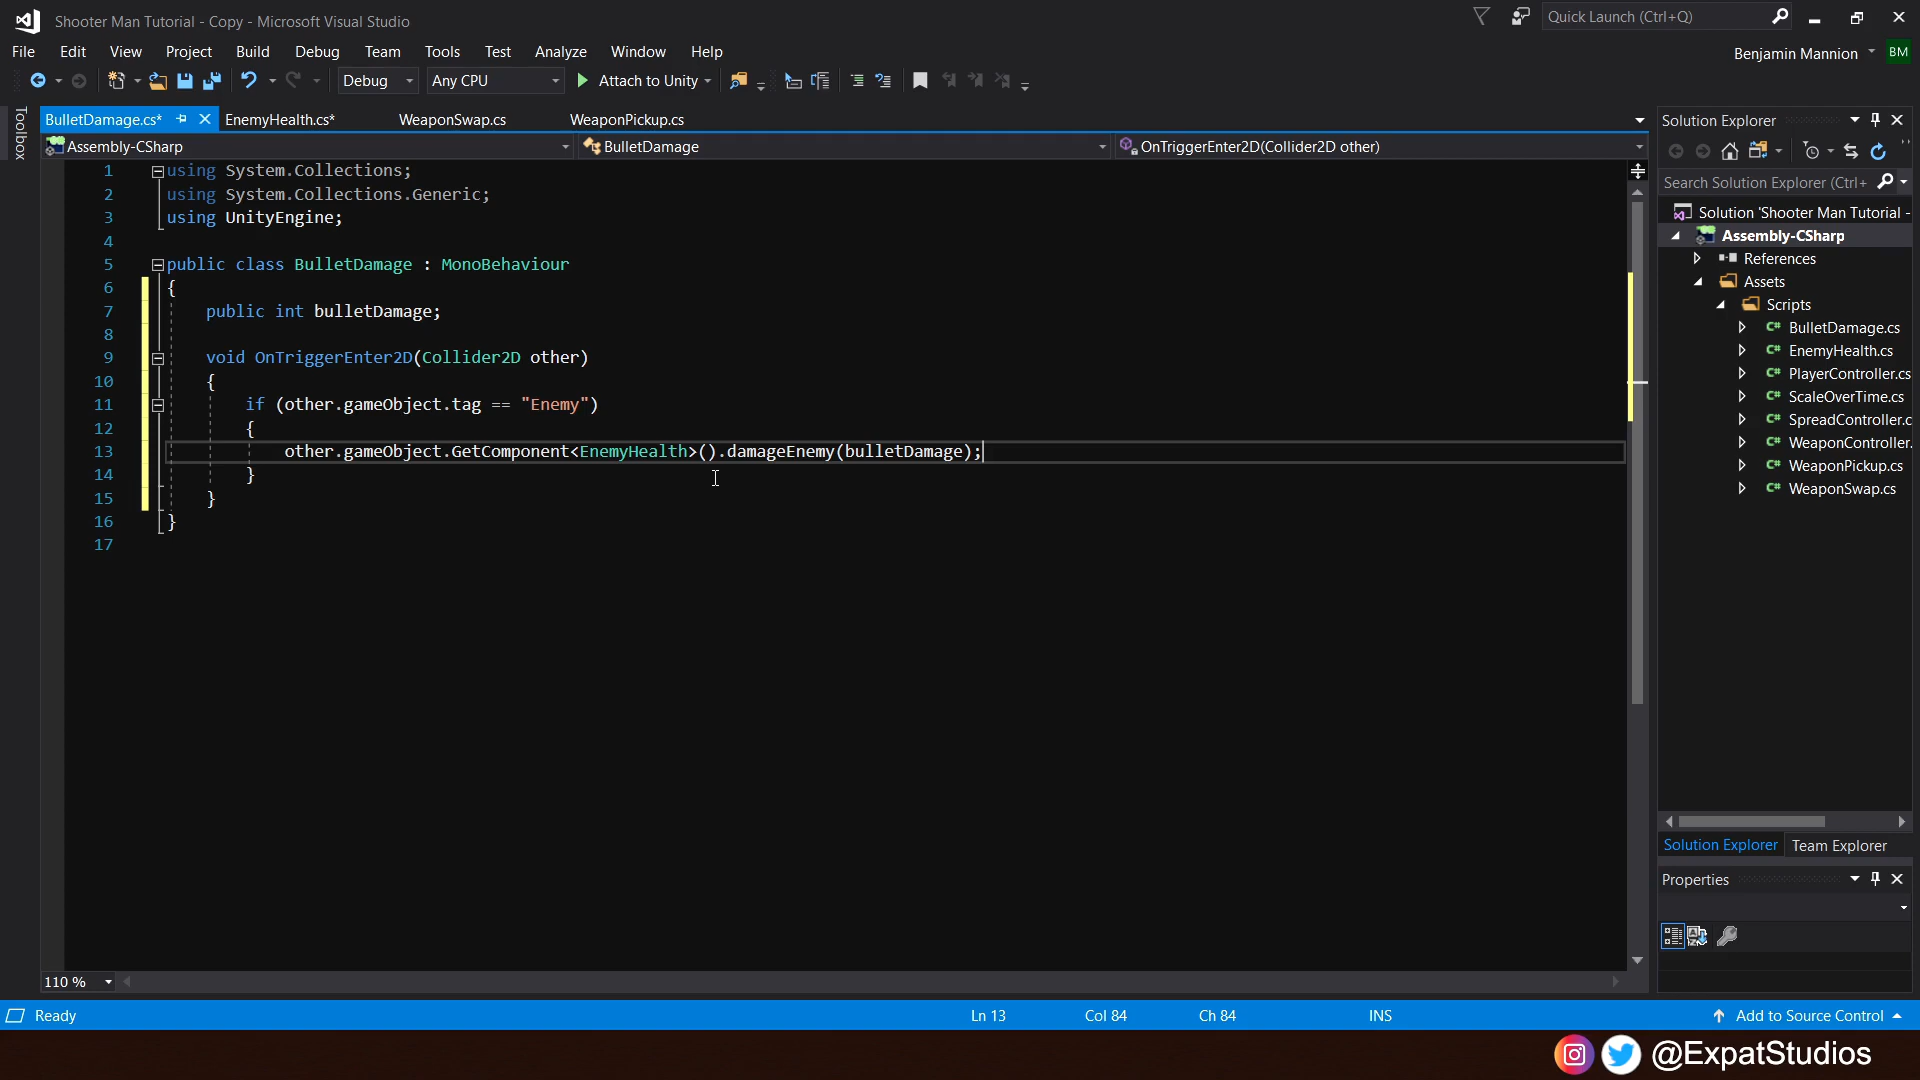 Shooter Man Tutorial - Copy - Microsoft Visual Studio
Quick Launch (Ctrl+Q)
File Edit View Project Build Debug Team Tools Test Analyze Window Help
Benjamin Mannion BM
Debug Any CPU Attach to Unity
Toolbox
BulletDamage.cs* EnemyHealth.cs* WeaponSwap.cs WeaponPickup.cs
Assembly-CSharp BulletDamage OnTriggerEnter2D(Collider2D other)
1 using System.Collections;
2 using System.Collections.Generic;
3 using UnityEngine;
4
5 public class BulletDamage : MonoBehaviour
6 {
7 public int bulletDamage;
8
9 void OnTriggerEnter2D(Collider2D other)
10 {
11 if (other.gameObject.tag == "Enemy")
12 {
13 other.gameObject.GetComponent<EnemyHealth>().damageEnemy(bulletDamage);
14 }
15 }
16 }
17
110 %
Solution Explorer
Search Solution Explorer (Ctrl+
Solution 'Shooter Man Tutorial -
Assembly-CSharp
References
Assets
Scripts
C# BulletDamage.cs
C# EnemyHealth.cs
C# PlayerController.cs
C# ScaleOverTime.cs
C# SpreadController.c
C# WeaponController.
C# WeaponPickup.cs
C# WeaponSwap.cs
Solution Explorer Team Explorer
Properties
Ready Ln 13 Col 84 Ch 84 INS Add to Source Control
@ExpatStudios